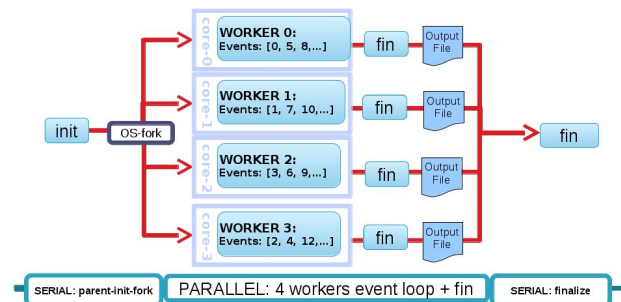 init
OS-fork
core-0
WORKER 0:
Events: [0, 5, 8,...]
fin
Output
File
core-1
WORKER 1:
Events: [1, 7, 10,...]
fin
Output
File
core-2
WORKER 2:
Events: [3, 6, 9,...]
fin
Output
File
core-3
WORKER 3:
Events: [2, 4, 12,...]
fin
Output
File
fin
SERIAL: parent-init-fork
PARALLEL: 4 workers event loop + fin
SERIAL: finalize